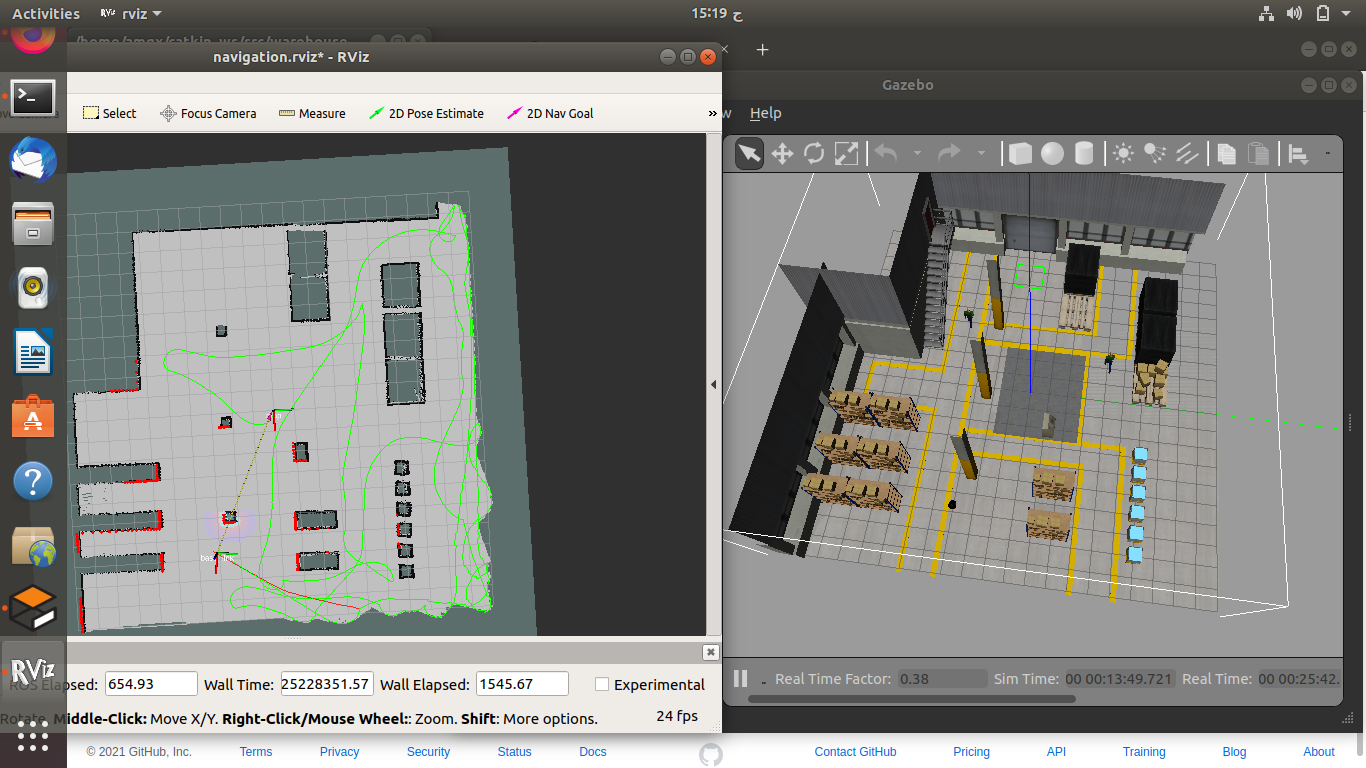 Activities
RViz rviz
15:19 ح
/home/amgx/catkin_ws/src/warehouse
navigation.rviz* - RViz
Gazebo
Help
Select
Focus Camera
Measure
2D Pose Estimate
2D Nav Goal
»
ROS Elapsed:
654.93
Wall Time:
25228351.57
Wall Elapsed:
1545.67
Experimental
Rotate. Middle-Click: Move X/Y. Right-Click/Mouse Wheel:: Zoom. Shift: More options.
24 fps
RViz
Real Time Factor:
0.38
Sim Time:
00 00:13:49.721
Real Time:
00 00:25:42.
© 2021 GitHub, Inc.
Terms
Privacy
Security
Status
Docs
Contact GitHub
Pricing
API
Training
Blog
About